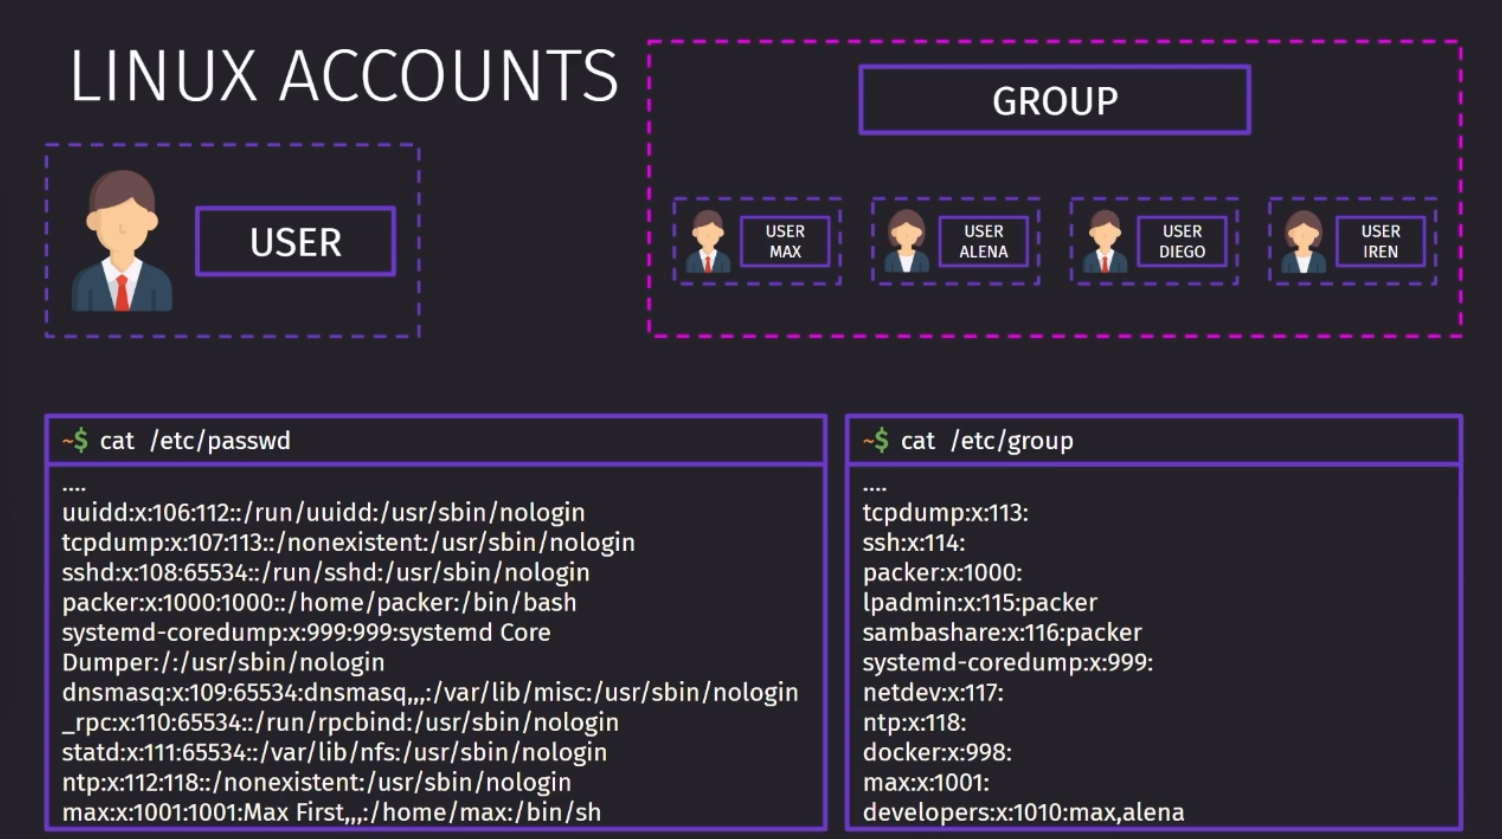 LINUX ACCOUNTS
USER
GROUP
USER
MAX
USER
ALENA
USER
DIEGO
USER
IREN
~$ cat /etc/passwd
....
uuidd:x:106:112::/run/uuidd:/usr/sbin/nologin
tcpdump:x:107:113::/nonexistent:/usr/sbin/nologin
sshd:x:108:65534::/run/sshd:/usr/sbin/nologin
packer:x:1000:1000::/home/packer:/bin/bash
systemd-coredump:x:999:999:systemd Core
Dumper:/:/usr/sbin/nologin
dnsmasq:x:109:65534:dnsmasq,,,:/var/lib/misc:/usr/sbin/nologin
_rpc:x:110:65534::/run/rpcbind:/usr/sbin/nologin
statd:x:111:65534::/var/lib/nfs:/usr/sbin/nologin
ntp:x:112:118::/nonexistent:/usr/sbin/nologin
max:x:1001:1001:Max First,,,:/home/max:/bin/sh
~$ cat /etc/group
....
tcpdump:x:113:
ssh:x:114:
packer:x:1000:
lpadmin:x:115:packer
sambashare:x:116:packer
systemd-coredump:x:999:
netdev:x:117:
ntp:x:118:
docker:x:998:
max:x:1001:
developers:x:1010:max,alena